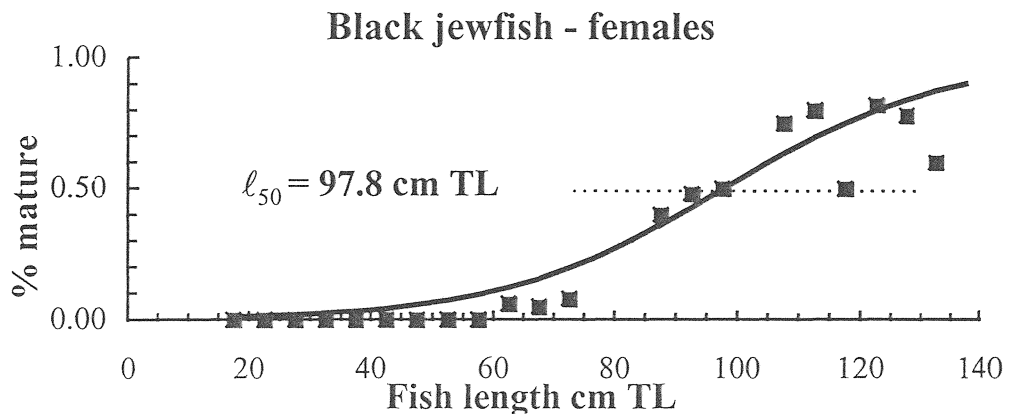 Black jewfish - females
1.00
% mature
0.50
ℓ50 = 97.8 cm TL
0.00
0 20 40 60 80 100 120 140
Fish length cm TL